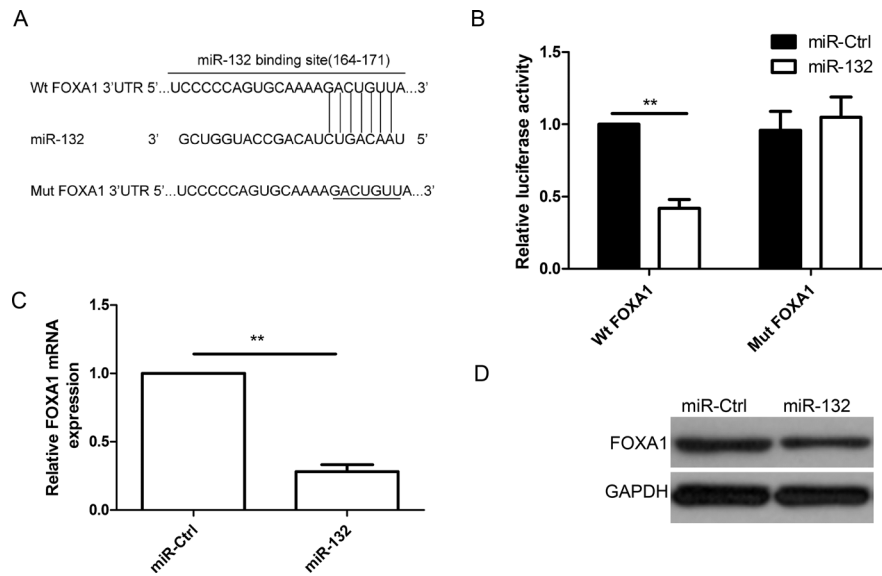 A
miR-132 binding site(164-171)
Wt FOXA1 3'UTR 5'...UCCCCCAGUGCAAAAGACUGUUA...3'
miR-132 3' GCUGGUACCGACAUCUGACAAU 5'
Mut FOXA1 3'UTR 5'...UCCCCCAGUGCAAAAGACUGUUA...3'
B
miR-Ctrl
miR-132
Relative luciferase activity
1.5
1.0
0.5
0.0
**
Wt FOXA1
Mut FOXA1
C
Relative FOXA1 mRNA
expression
1.5
1.0
0.5
0.0
**
miR-Ctrl
miR-132
D
miR-Ctrl miR-132
FOXA1
GAPDH